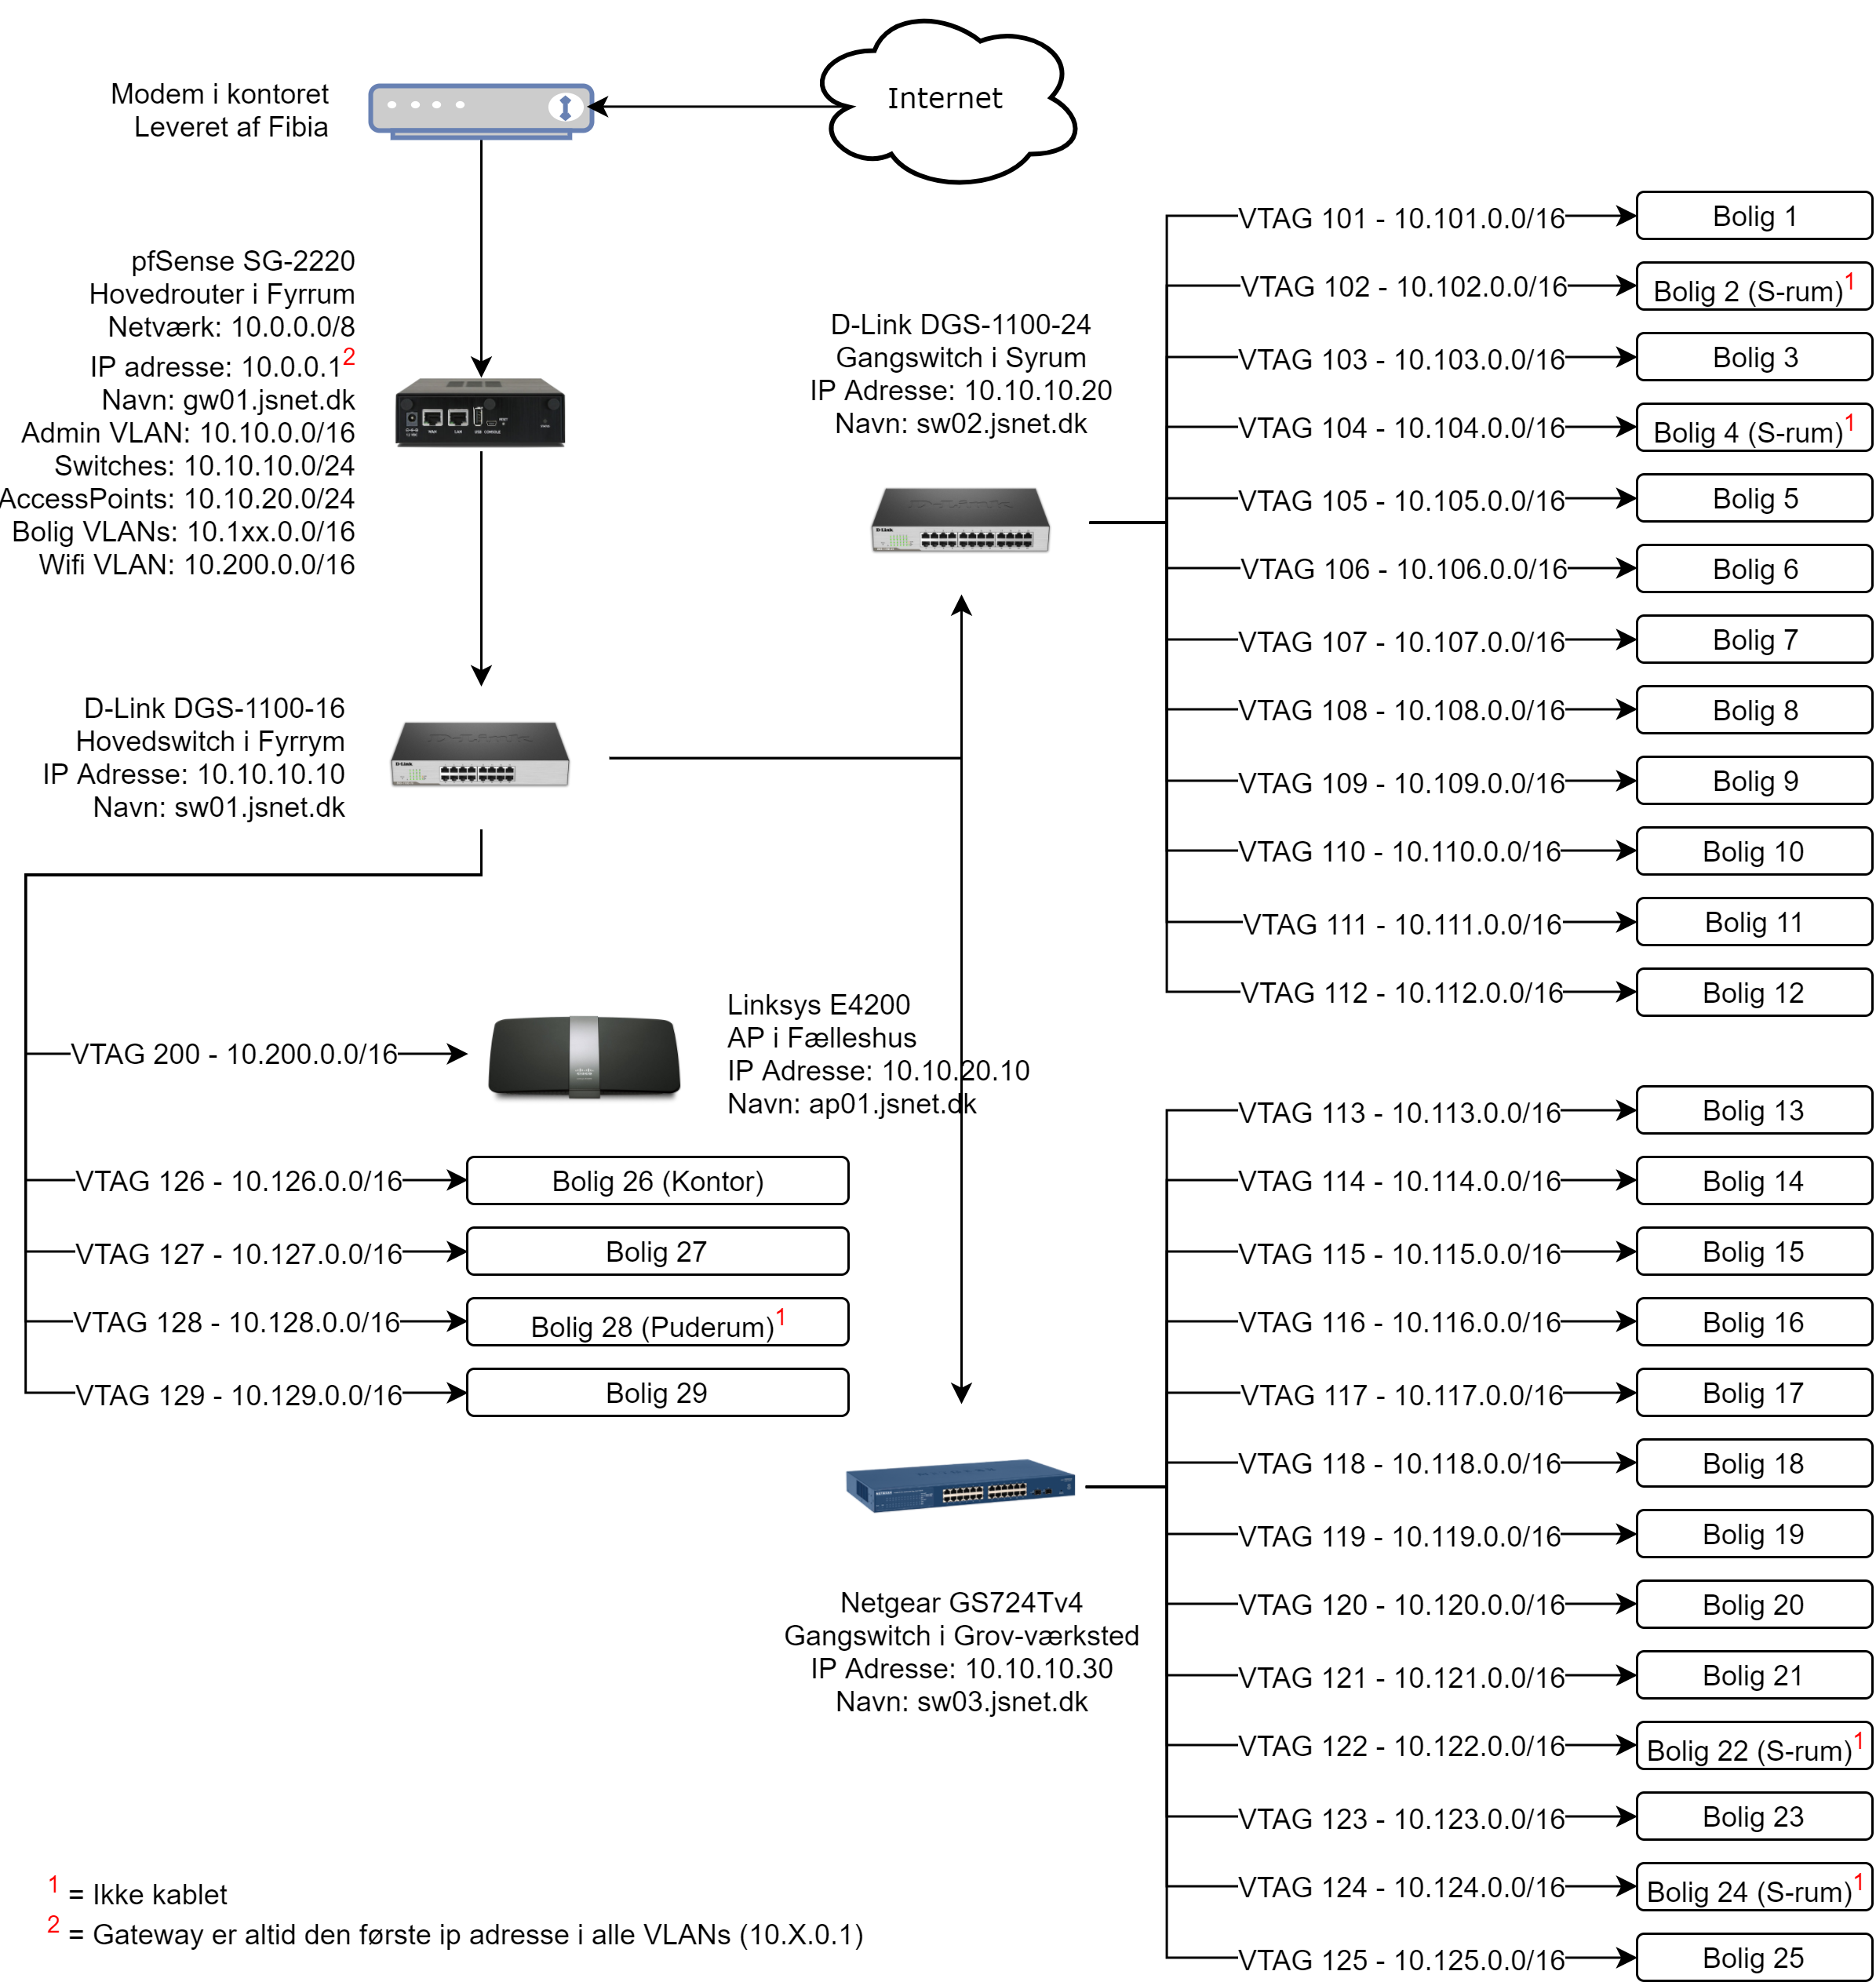 Internet
Modem i kontoret
Leveret af Fibia
pfSense SG-2220
Hovedrouter i Fyrrum
Netværk: 10.0.0.0/8
IP adresse: 10.0.0.1²
Navn: gw01.jsnet.dk
Admin VLAN: 10.10.0.0/16
Switches: 10.10.10.0/24
AccessPoints: 10.10.20.0/24
Bolig VLANs: 10.1xx.0.0/16
Wifi VLAN: 10.200.0.0/16
D-Link DGS-1100-16
Hovedswitch i Fyrrym
IP Adresse: 10.10.10.10
Navn: sw01.jsnet.dk
D-Link
VTAG 200 - 10.200.0.0/16
Linksys E4200
AP i Fælleshus
IP Adresse: 10.10.20.10
Navn: ap01.jsnet.dk
VTAG 126 - 10.126.0.0/16 Bolig 26 (Kontor)
VTAG 127 - 10.127.0.0/16 Bolig 27
VTAG 128 - 10.128.0.0/16 Bolig 28 (Puderum)¹
VTAG 129 - 10.129.0.0/16 Bolig 29
D-Link DGS-1100-24
Gangswitch i Syrum
IP Adresse: 10.10.10.20
Navn: sw02.jsnet.dk
D-Link
VTAG 101 - 10.101.0.0/16 Bolig 1
VTAG 102 - 10.102.0.0/16 Bolig 2 (S-rum)¹
VTAG 103 - 10.103.0.0/16 Bolig 3
VTAG 104 - 10.104.0.0/16 Bolig 4 (S-rum)¹
VTAG 105 - 10.105.0.0/16 Bolig 5
VTAG 106 - 10.106.0.0/16 Bolig 6
VTAG 107 - 10.107.0.0/16 Bolig 7
VTAG 108 - 10.108.0.0/16 Bolig 8
VTAG 109 - 10.109.0.0/16 Bolig 9
VTAG 110 - 10.110.0.0/16 Bolig 10
VTAG 111 - 10.111.0.0/16 Bolig 11
VTAG 112 - 10.112.0.0/16 Bolig 12
Netgear GS724Tv4
Gangswitch i Grov-værksted
IP Adresse: 10.10.10.30
Navn: sw03.jsnet.dk
VTAG 113 - 10.113.0.0/16 Bolig 13
VTAG 114 - 10.114.0.0/16 Bolig 14
VTAG 115 - 10.115.0.0/16 Bolig 15
VTAG 116 - 10.116.0.0/16 Bolig 16
VTAG 117 - 10.117.0.0/16 Bolig 17
VTAG 118 - 10.118.0.0/16 Bolig 18
VTAG 119 - 10.119.0.0/16 Bolig 19
VTAG 120 - 10.120.0.0/16 Bolig 20
VTAG 121 - 10.121.0.0/16 Bolig 21
VTAG 122 - 10.122.0.0/16 Bolig 22 (S-rum)¹
VTAG 123 - 10.123.0.0/16 Bolig 23
VTAG 124 - 10.124.0.0/16 Bolig 24 (S-rum)¹
VTAG 125 - 10.125.0.0/16 Bolig 25
¹ = Ikke kablet
² = Gateway er altid den første ip adresse i alle VLANs (10.X.0.1)